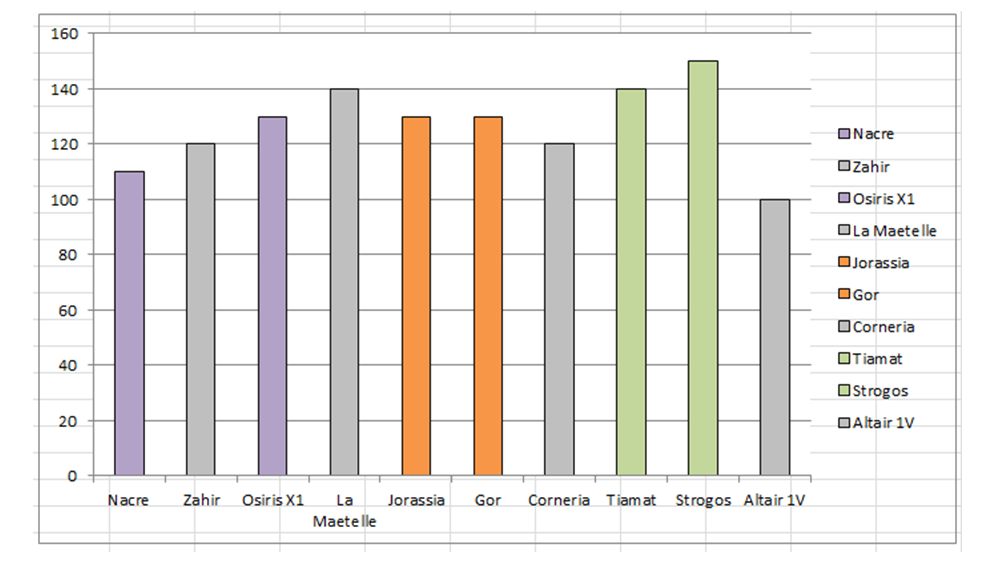 160
140
120
100
80
60
40
20
0
Nacre
Zahir
Osiris X1
La
Maetelle
Jorassia
Gor
Corneria
Tiamat
Strogos
Altair 1V
Nacre
Zahir
Osiris X1
La Maetelle
Jorassia
Gor
Corneria
Tiamat
Strogos
Altair 1V